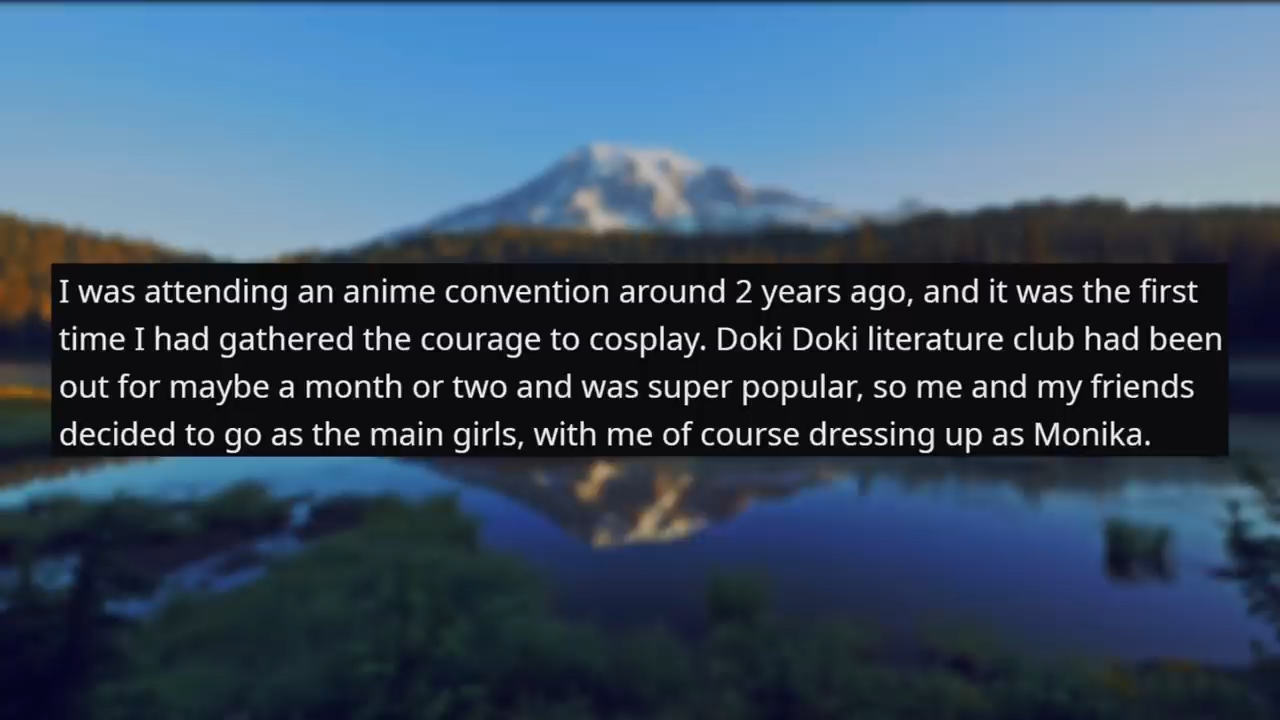 I was attending an anime convention around 2 years ago, and it was the first
time I had gathered the courage to cosplay. Doki Doki literature club had been
out for maybe a month or two and was super popular, so me and my friends
decided to go as the main girls, with me of course dressing up as Monika.